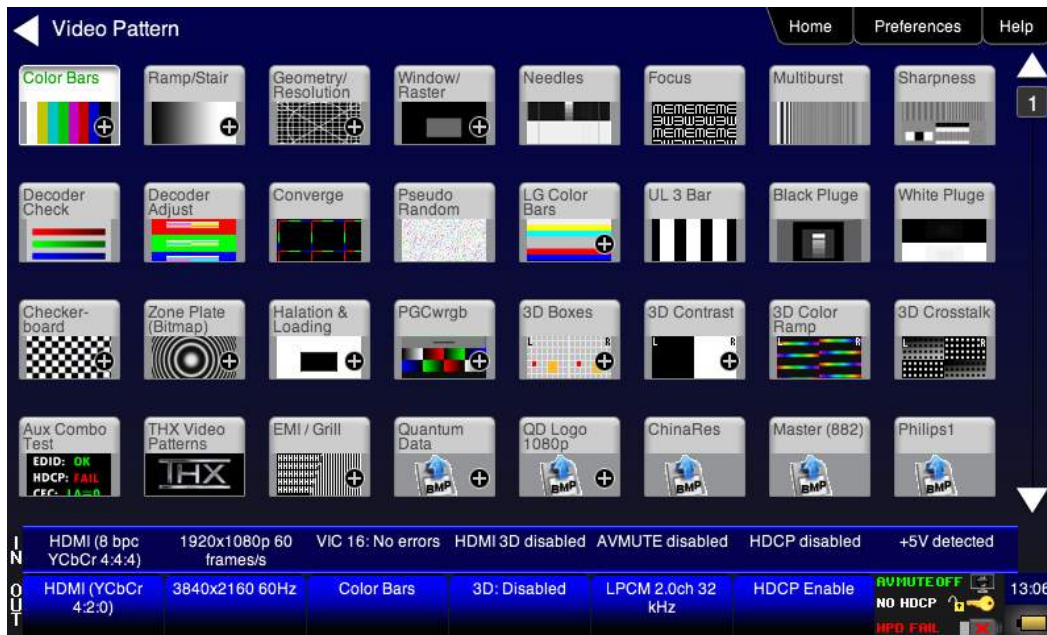 Video Pattern
Home
Preferences
Help
Color Bars
Ramp/Stair
Geometry/
Resolution
Window/
Raster
Needles
Focus
MEMEMEME
Multiburst
Sharpness
1
Decoder
Check
Decoder
Adjust
Converge
Pseudo
Random
LG Color
Bars
UL 3 Bar
Black Pluge
White Pluge
Checker-
board
Zone Plate
(Bitmap)
Halation &
Loading
PGCwrgb
3D Boxes
L R
3D Contrast
L R
3D Color
Ramp
L R
3D Crosstalk
L R
Aux Combo
Test
EDID: OK
HDCP: FAIL
CEC: LA=0
THX Video
Patterns
THX
EMI / Grill
Quantum
Data
BMP
QD Logo
1080p
BMP
ChinaRes
BMP
Master (882)
BMP
Philips1
BMP
IN
HDMI (8 bpc
YCbCr 4:4:4)
1920x1080p 60
frames/s
VIC 16: No errors
HDMI 3D disabled
AVMUTE disabled
HDCP disabled
+5V detected
OUT
HDMI (YCbCr
4:2:0)
3840x2160 60Hz
Color Bars
3D: Disabled
LPCM 2.0ch 32
kHz
HDCP Enable
AVMUTE OFF
NO HDCP
HPD FAIL
13:06